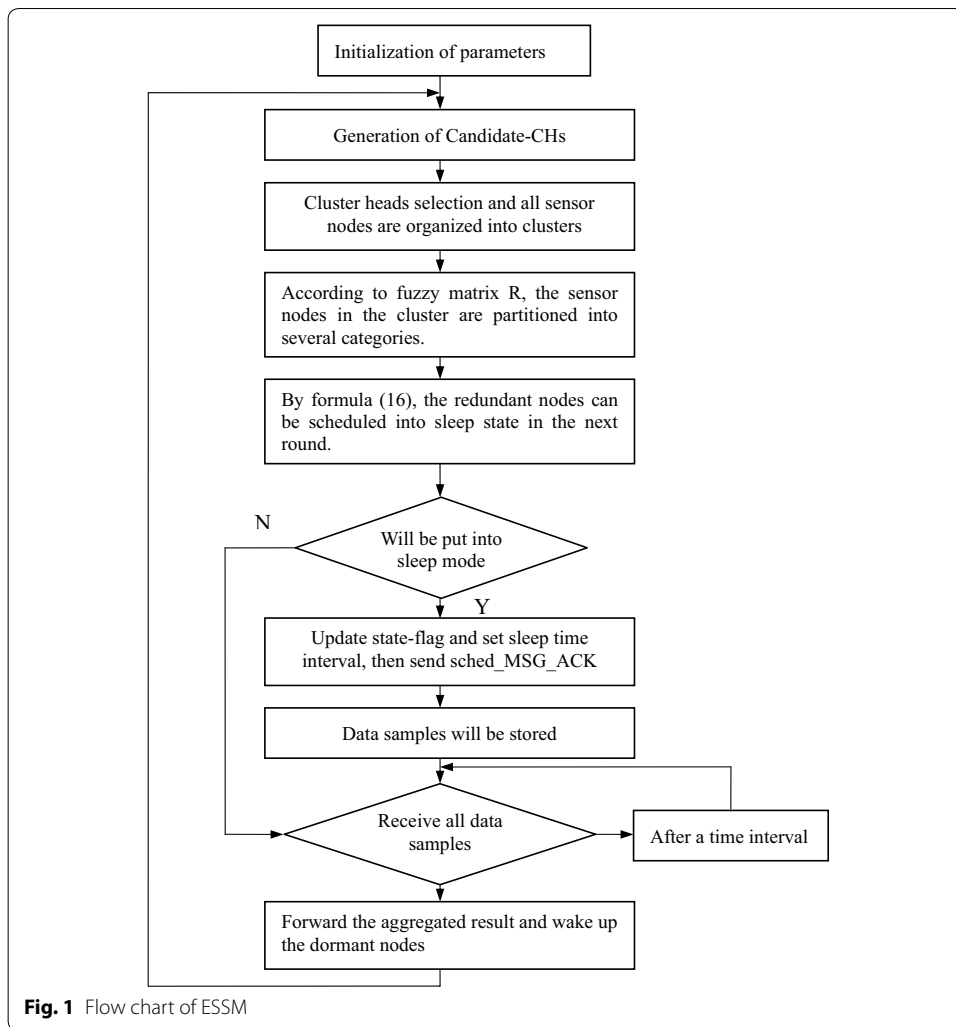 Initialization of parameters
Generation of Candidate-CHs
Cluster heads selection and all sensor
nodes are organized into clusters
According to fuzzy matrix R, the sensor
nodes in the cluster are partitioned into
several categories.
By formula (16), the redundant nodes can
be scheduled into sleep state in the next
round.
N
Will be put into
sleep mode
Y
Update state-flag and set sleep time
interval, then send sched_MSG_ACK
Data samples will be stored
Receive all data
samples
After a time interval
Forward the aggregated result and wake up
the dormant nodes
Fig. 1 Flow chart of ESSM